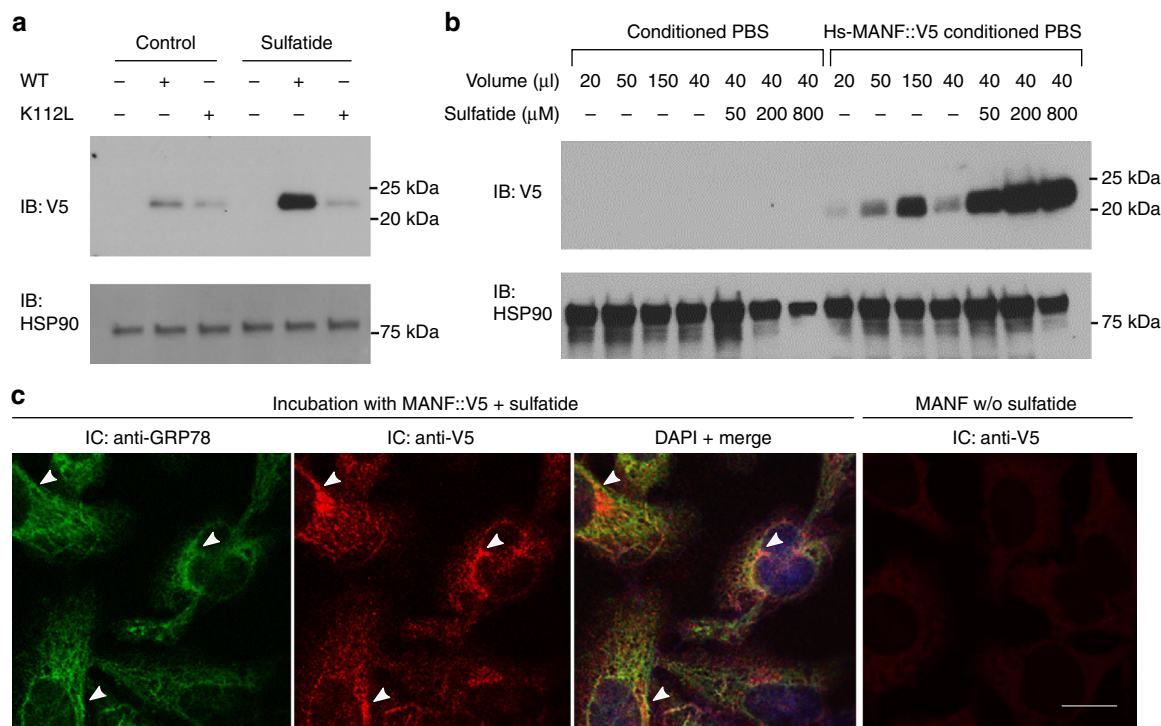 a
Control Sulfatide
WT – + – – + –
K112L – – + – – +
IB: V5
25 kDa
20 kDa
IB:
HSP90
75 kDa
b
Conditioned PBS Hs-MANF::V5 conditioned PBS
Volume (µl) 20 50 150 40 40 40 40 20 50 150 40 40 40 40
Sulfatide (µM) – – – – 50 200 800 – – – – 50 200 800
IB: V5
25 kDa
20 kDa
IB:
HSP90
75 kDa
c
Incubation with MANF::V5 + sulfatide MANF w/o sulfatide
IC: anti-GRP78 IC: anti-V5 DAPI + merge IC: anti-V5